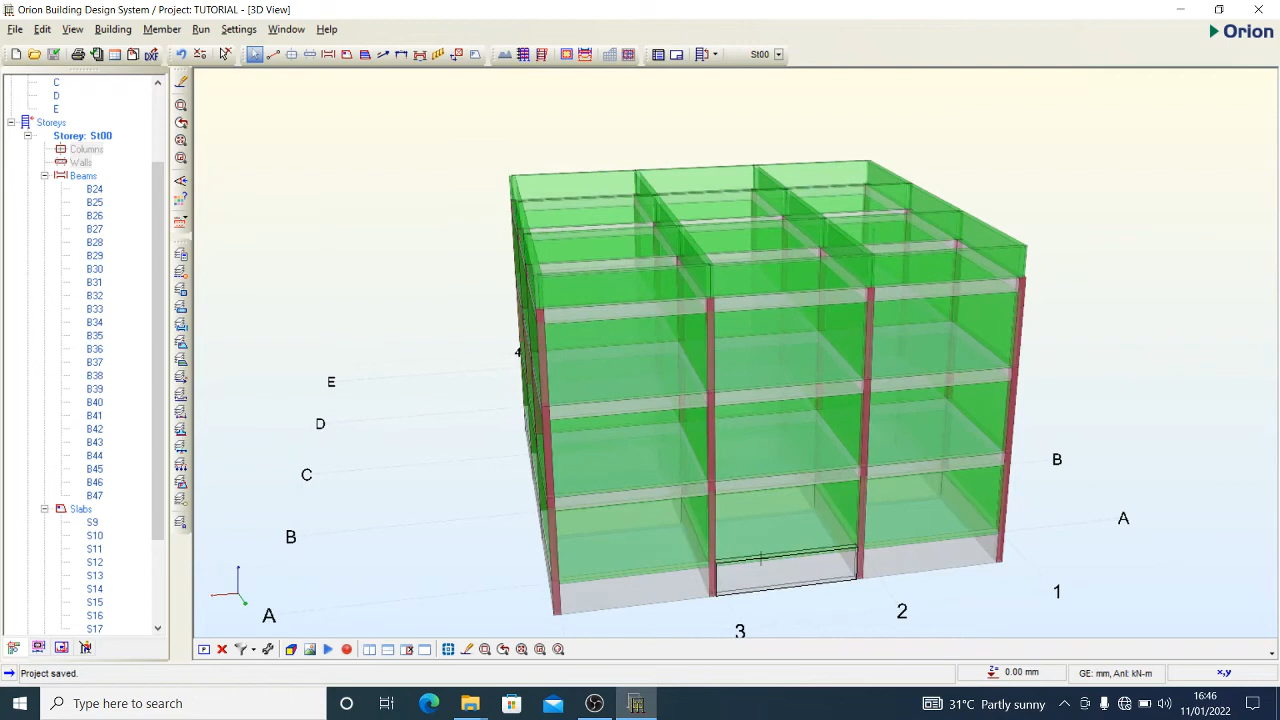 Orion Building Design System / Project: TUTORIAL - [3D View]
File Edit View Building Member Run Settings Window Help
Orion
DXF
St00
C
D
E
Storeys
Storey: St00
Columns
Walls
Beams
B24
B25
B26
B27
B28
B29
B30
B31
B32
B33
B34
B35
B36
B37
B38
B39
B40
B41
B42
B43
B44
B45
B46
B47
Slabs
S9
S10
S11
S12
S13
S14
S15
S16
S17
4
E
D
C
B
A
B
A
1
2
3
Project saved.
0.00 mm
GE: mm, Anl: kN-m
x,y
Type here to search
31°C Partly sunny
16:46
11/01/2022